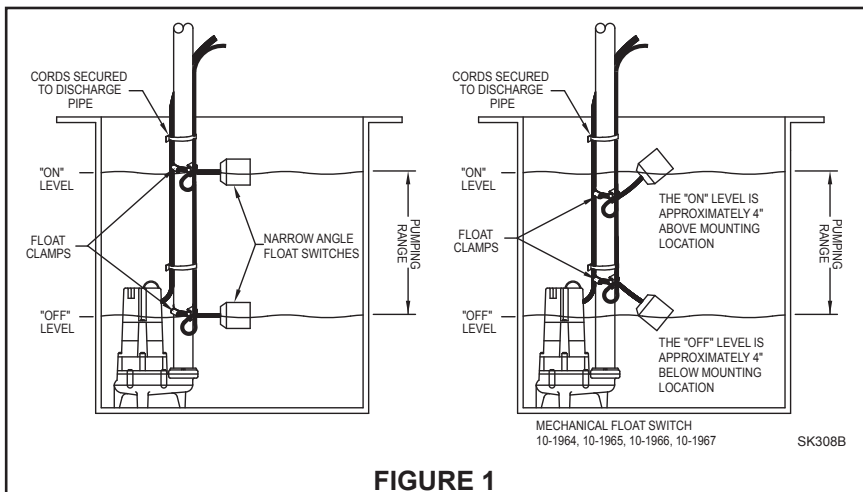 CORDS SECURED
TO DISCHARGE
PIPE
"ON"
LEVEL
FLOAT
CLAMPS
NARROW ANGLE
FLOAT SWITCHES
PUMPING
RANGE
"OFF"
LEVEL
CORDS SECURED
TO DISCHARGE
PIPE
"ON"
LEVEL
THE "ON" LEVEL IS
APPROXIMATELY 4"
ABOVE MOUNTING
LOCATION
FLOAT
CLAMPS
PUMPING
RANGE
"OFF"
LEVEL
THE "OFF" LEVEL IS
APPROXIMATELY 4"
BELOW MOUNTING
LOCATION
MECHANICAL FLOAT SWITCH
10-1964, 10-1965, 10-1966, 10-1967
SK308B
FIGURE 1